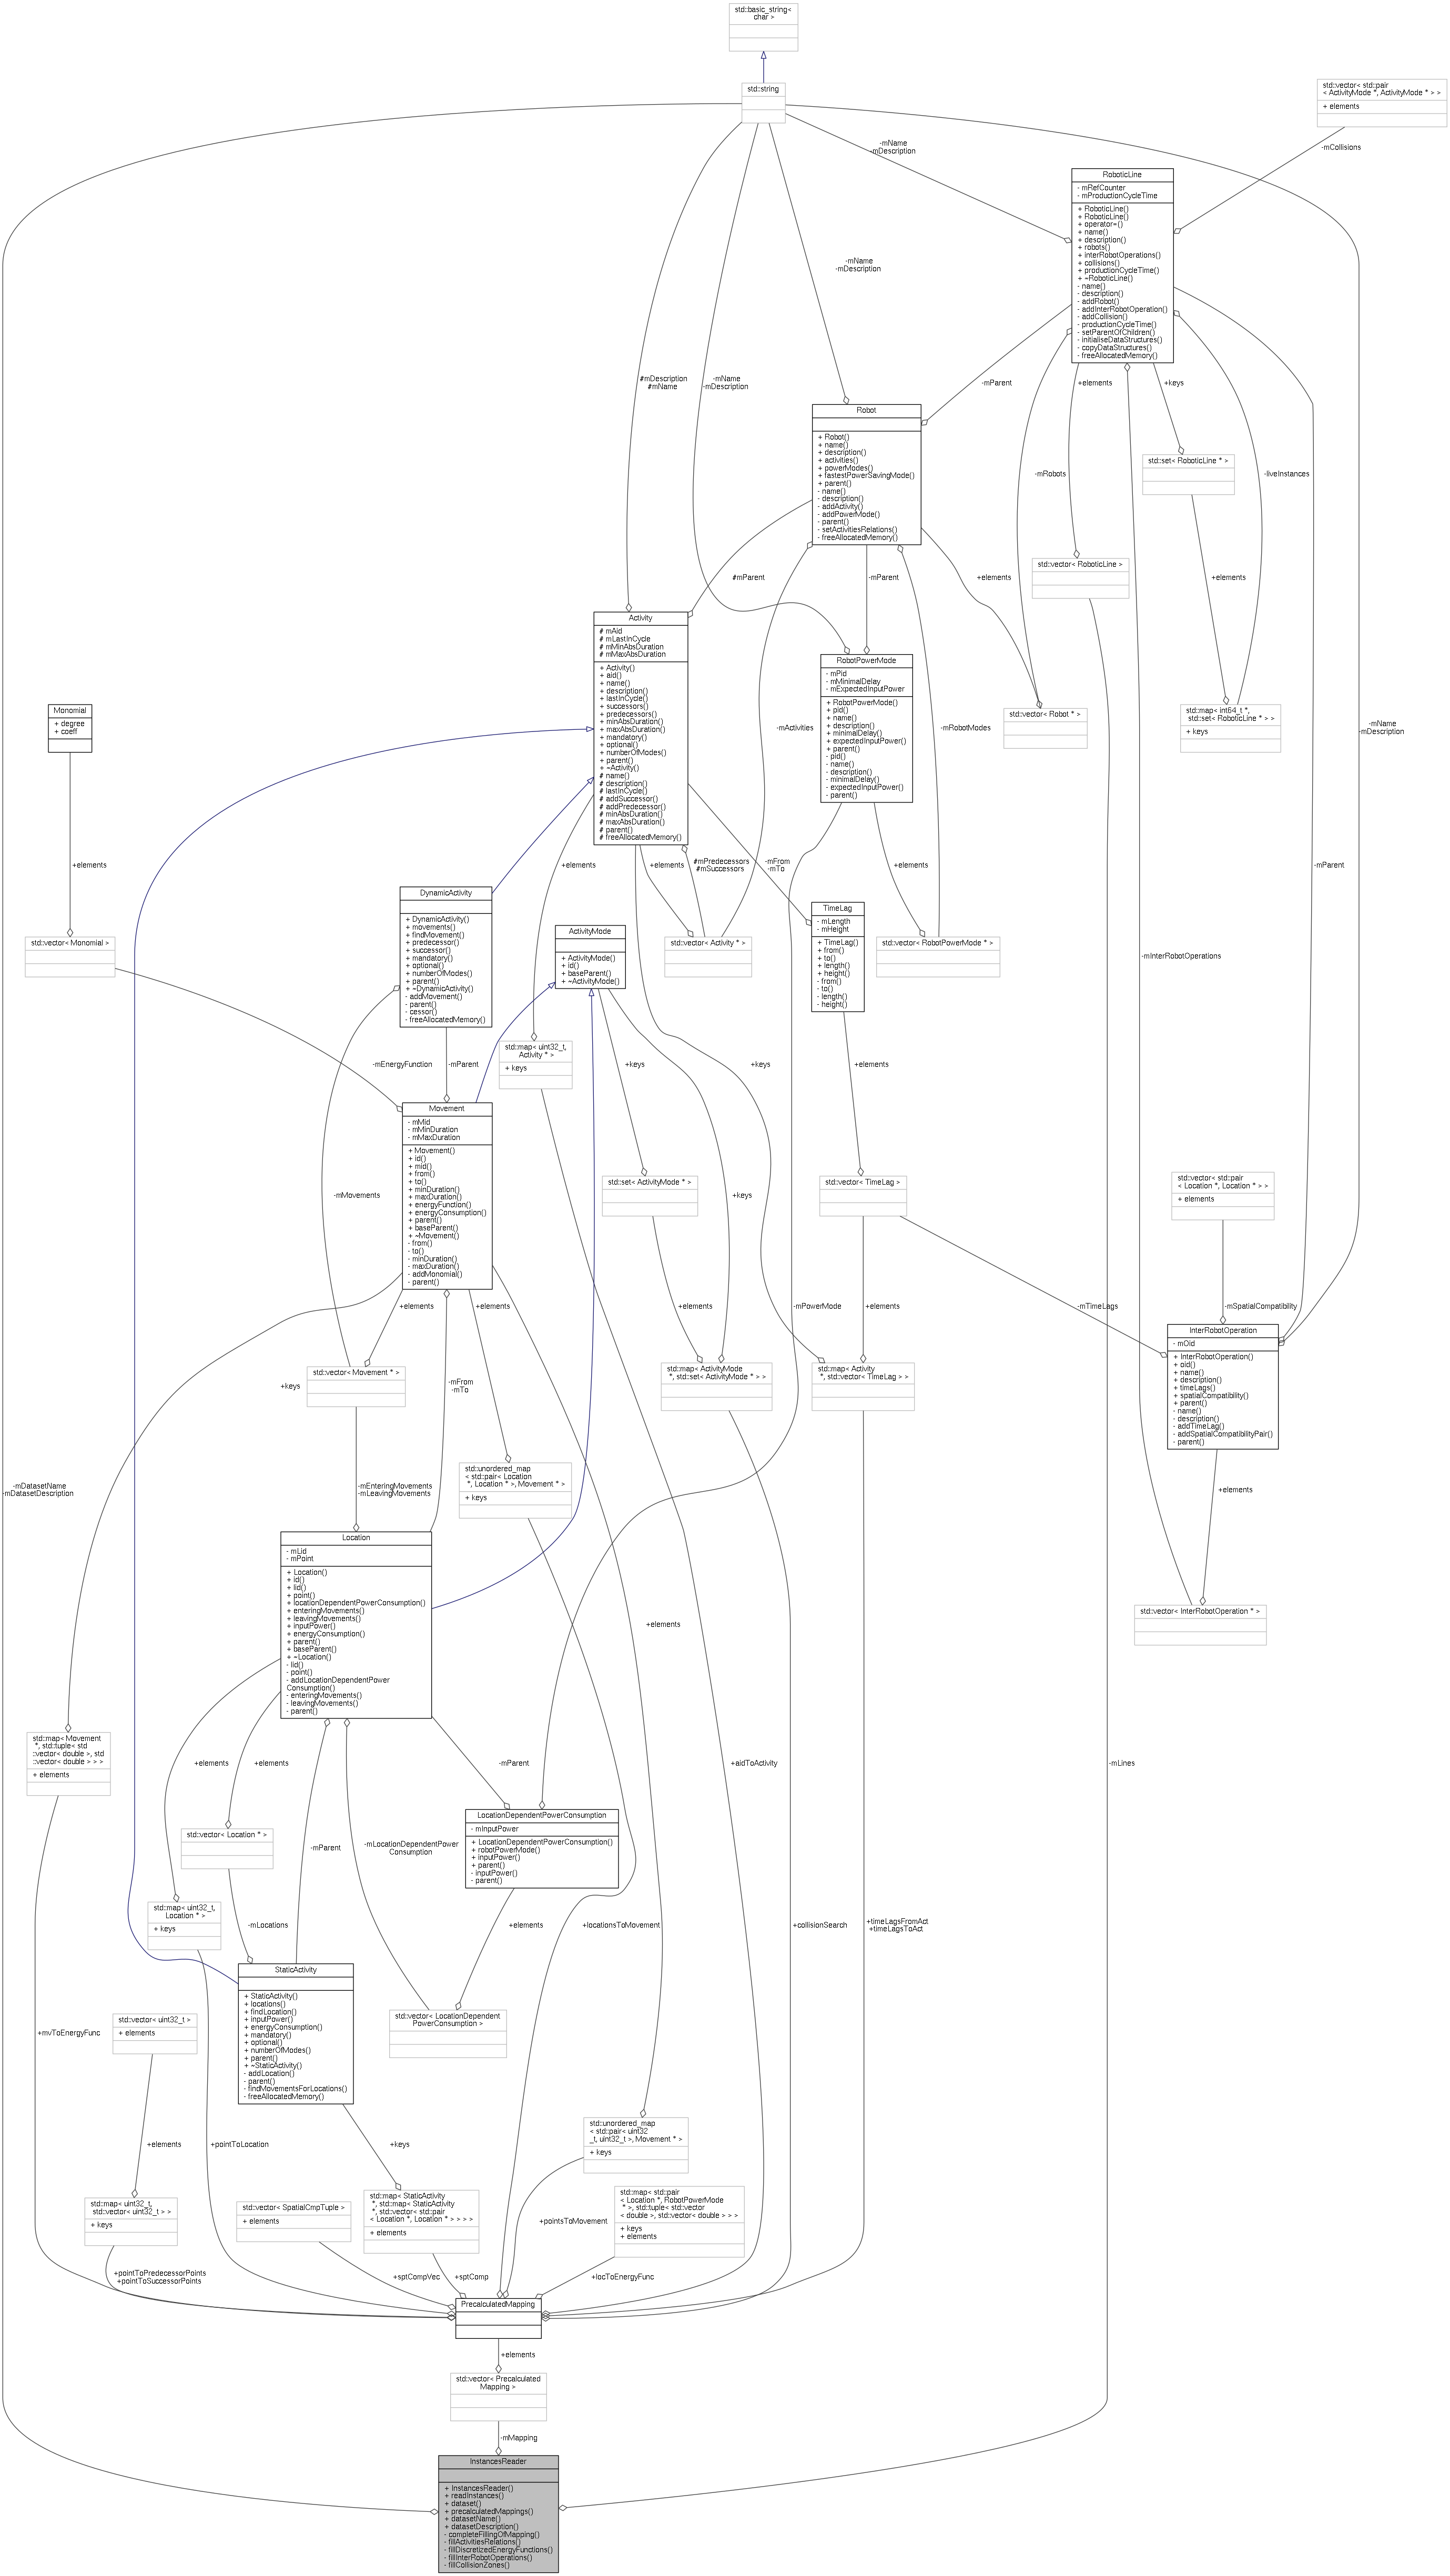 std::basic_string<
char >
std::string
std::vector< std::pair
< ActivityMode *, ActivityMode * > >
+ elements
-mName
-mDescription
-mCollisions
RoboticLine
- mRefCounter
- mProductionCycleTime
+ RoboticLine()
+ RoboticLine()
+ operator=()
+ name()
+ description()
+ robots()
+ interRobotOperations()
+ collisions()
+ productionCycleTime()
+ ~RoboticLine()
- name()
- description()
- addRobot()
- addInterRobotOperation()
- addCollision()
- productionCycleTime()
- setParentOfChildren()
- initialiseDataStructures()
- copyDataStructures()
- freeAllocatedMemory()
-mName
-mDescription
#mDescription
#mName
-mName
-mDescription
-mParent
+elements
+keys
Robot
+ Robot()
+ name()
+ description()
+ activities()
+ powerModes()
+ fastestPowerSavingMode()
+ parent()
- name()
- description()
- addActivity()
- addPowerMode()
- parent()
- setActivitiesRelations()
- freeAllocatedMemory()
-mRobots
std::set< RoboticLine * >
-liveInstances
std::vector< RoboticLine >
#mParent
-mParent
+elements
+elements
Activity
# mAid
# mLastInCycle
# mMinAbsDuration
# mMaxAbsDuration
+ Activity()
+ aid()
+ name()
+ description()
+ lastInCycle()
+ successors()
+ predecessors()
+ minAbsDuration()
+ maxAbsDuration()
+ mandatory()
+ optional()
+ numberOfModes()
+ parent()
+ ~Activity()
# name()
# description()
# lastInCycle()
# addSuccessor()
# addPredecessor()
# minAbsDuration()
# maxAbsDuration()
# parent()
# freeAllocatedMemory()
RobotPowerMode
- mPid
- mMinimalDelay
- mExpectedInputPower
+ RobotPowerMode()
+ pid()
+ name()
+ description()
+ minimalDelay()
+ expectedInputPower()
+ parent()
- pid()
- name()
- description()
- minimalDelay()
- expectedInputPower()
- parent()
Monomial
+ degree
+ coeff
-mActivities
-mRobotModes
std::vector< Robot * >
std::map< int64_t *,
std::set< RoboticLine * > >
+ keys
-mName
-mDescription
+elements
+elements
+elements
#mPredecessors
#mSuccessors
-mFrom
-mTo
+elements
-mParent
DynamicActivity
+ DynamicActivity()
+ movements()
+ findMovement()
+ predecessor()
+ successor()
+ mandatory()
+ optional()
+ numberOfModes()
+ parent()
+ ~DynamicActivity()
- addMovement()
- parent()
- cessor()
- freeAllocatedMemory()
ActivityMode
+ ActivityMode()
+ id()
+ baseParent()
+ ~ActivityMode()
TimeLag
- mLength
- mHeight
+ TimeLag()
+ from()
+ to()
+ length()
+ height()
- from()
- to()
- length()
- height()
std::vector< Monomial >
std::vector< Activity * >
std::vector< RobotPowerMode * >
-mInterRobotOperations
std::map< uint32_t,
Activity * >
+ keys
-mEnergyFunction
-mParent
+keys
+keys
+elements
Movement
- mMid
- mMinDuration
- mMaxDuration
+ Movement()
+ id()
+ mid()
+ from()
+ to()
+ minDuration()
+ maxDuration()
+ energyFunction()
+ energyConsumption()
+ parent()
+ baseParent()
+ ~Movement()
- from()
- to()
- minDuration()
- maxDuration()
- addMonomial()
- parent()
-mMovements
std::set< ActivityMode * >
+keys
std::vector< TimeLag >
std::vector< std::pair
< Location *, Location * > >
+ elements
+elements
+elements
+elements
-mPowerMode
+elements
-mTimeLags
-mSpatialCompatibility
InterRobotOperation
- mOid
+ InterRobotOperation()
+ oid()
+ name()
+ description()
+ timeLags()
+ spatialCompatibility()
+ parent()
- name()
- description()
- addTimeLag()
- addSpatialCompatibilityPair()
- parent()
std::vector< Movement * >
+keys
-mFrom
-mTo
std::map< ActivityMode
*, std::set< ActivityMode * > >
std::map< Activity
*, std::vector< TimeLag > >
-mDatasetName
-mDatasetDescription
-mEnteringMovements
-mLeavingMovements
std::unordered_map
< std::pair< Location
*, Location * >, Movement * >
+ keys
+elements
Location
- mLid
- mPoint
+ Location()
+ id()
+ lid()
+ point()
+ locationDependentPowerConsumption()
+ enteringMovements()
+ leavingMovements()
+ inputPower()
+ energyConsumption()
+ parent()
+ baseParent()
+ ~Location()
- lid()
- point()
- addLocationDependentPower
Consumption()
- enteringMovements()
- leavingMovements()
- parent()
+elements
std::vector< InterRobotOperation * >
std::map< Movement
*, std::tuple< std
::vector< double >, std
::vector< double > > >
+ elements
+elements
+elements
-mParent
+aidToActivity
-mLines
std::vector< Location * >
-mParent
-mLocationDependentPower
Consumption
LocationDependentPowerConsumption
- mInputPower
+ LocationDependentPowerConsumption()
+ robotPowerMode()
+ inputPower()
+ parent()
- inputPower()
- parent()
std::map< uint32_t,
Location * >
+ keys
-mLocations
+elements
+locationsToMovement
+collisionSearch
+timeLagsFromAct
+timeLagsToAct
StaticActivity
+ StaticActivity()
+ locations()
+ findLocation()
+ inputPower()
+ energyConsumption()
+ mandatory()
+ optional()
+ numberOfModes()
+ parent()
+ ~StaticActivity()
- addLocation()
- parent()
- findMovementsForLocations()
- freeAllocatedMemory()
std::vector< uint32_t >
+ elements
std::vector< LocationDependent
PowerConsumption >
+mvToEnergyFunc
+elements
+pointToLocation
+keys
std::unordered_map
< std::pair< uint32
_t, uint32_t >, Movement * >
+ keys
std::map< uint32_t,
std::vector< uint32_t > >
+ keys
std::vector< SpatialCmpTuple >
+ elements
std::map< StaticActivity
*, std::map< StaticActivity
*, std::vector< std::pair
< Location *, Location * > > > >
+ elements
+pointsToMovement
std::map< std::pair
< Location *, RobotPowerMode
* >, std::tuple< std::vector
< double >, std::vector< double > > >
+ keys
+ elements
+pointToPredecessorPoints
+pointToSuccessorPoints
+sptCompVec
+sptComp
+locToEnergyFunc
PrecalculatedMapping
+elements
std::vector< Precalculated
Mapping >
-mMapping
InstancesReader
+ InstancesReader()
+ readInstances()
+ dataset()
+ precalculatedMappings()
+ datasetName()
+ datasetDescription()
- completeFillingOfMapping()
- fillActivitiesRelations()
- fillDiscretizedEnergyFunctions()
- fillInterRobotOperations()
- fillCollisionZones()